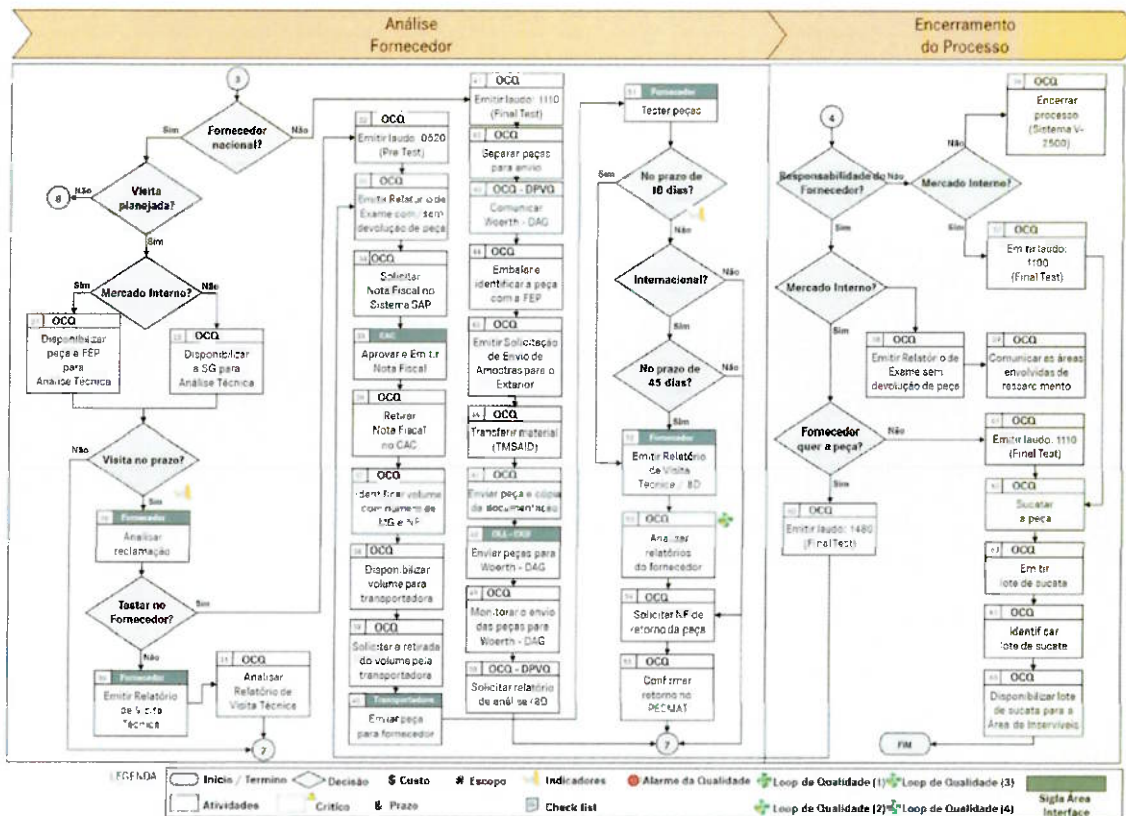 Análise
Fornecedor
Encerramento
do Processo
3
Fornecedor
nacional?
Sim
Não
Visita
planejada?
Não
8
Sim
Mercado Interno?
Sim
Não
OCQ
Disponibilizar
peça e FEP
para
Análise Técnica
OCQ
Disponibilizar
a SG para
Análise Técnica
Visita no prazo?
Não
Sim
Fornecedor
Analisar
reclamação
Testar no
Fornecedor?
Sim
Não
Fornecedor
Emitir Relatório
de Visita
Técnica
OCQ
Analisar
Relatório de
Visita Técnica
7
OCQ
Emitir laudo: 0620
(Pre Test)
OCQ
Emitir Relatório de
Exame com / sem
devolução de peça
OCQ
Solicitar
Nota Fiscal no
Sistema SAP
CAC
Aprovar e Emitir
Nota Fiscal
OCQ
Retirar
Nota Fiscal
no CAC
OCQ
Identificar volume
com número de
MG e NF
OCQ
Disponibilizar
volume para
transportadora
OCQ
Solicitar a retirada
do volume pela
transportadora
Transportadora
Enviar peça
para fornecedor
OCQ
Emitir laudo: 1110
(Final Test)
OCQ
Separar peças
para envio
OCQ - DPVQ
Comunicar
Woerth - DAG
OCQ
Embalar e
identificar a peça
com a FEP
OCQ
Emitir Solicitação
de Envio de
Amostras para o
Exterior
OCQ
Transferir material
(TMSAID)
OCQ
Enviar peça e cópia
da documentação
Enviar peças para
Woerth - DAG
OCQ
Monitorar o envio
das peças para
Woerth - DAG
OCQ - DPVQ
Solicitar relatório
de análise / 8D
Fornecedor
Testar peças
No prazo de
10 dias?
Sim
Não
Internacional?
Não
Sim
No prazo de
45 dias?
Não
Sim
Fornecedor
Emitir Relatório
de Visita
Técnica / 8D
OCQ
Analizar
relatórios
do fornecedor
OCQ
Solicitar NF de
retorno da peça
OCQ
Confirmar
retorno no
PECMAT
7
4
Responsabilidade do
Fornecedor?
Não
Sim
Mercado Interno?
Não
Sim
OCQ
Encerrar
processo
(Sistema V-
2500)
OCQ
Emitir laudo:
1100
(Final Test)
Mercado Interno?
Sim
OCQ
Emitir Relatório de
Exame sem
devolução de peça
OCQ
Comunicar as áreas
envolvidas de
ressarcimento
Fornecedor
quer a peça?
Não
Sim
OCQ
Emitir laudo: 1480
(Final Test)
OCQ
Emitir laudo: 1110
(Final Test)
OCQ
Sucatar
a peça
OCQ
Emitir
lote de sucata
OCQ
Identificar
lote de sucata
OCQ
Disponibilizar lote
de sucata para a
Área de Inservíveis
FIM
LEGENDA
Início / Termino
Decisão
$ Custo
# Escopo
Indicadores
Alarme da Qualidade
Loop de Qualidade (1)
Loop de Qualidade (3)
Atividades
Crítico
Prazo
Check list
Loop de Qualidade (2)
Loop de Qualidade (4)
Sigla Área
Interface